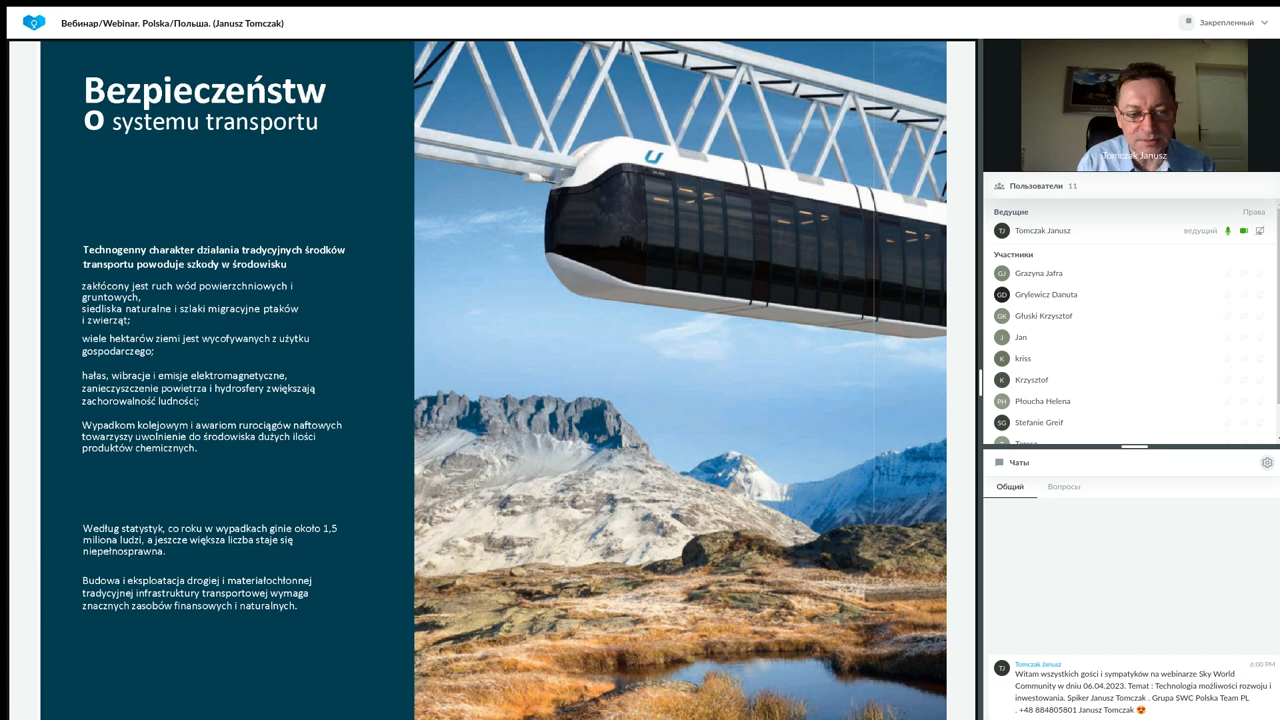 Вебинар/Webinar. Polska/Польша. (Janusz Tomczak)
Закрепленный
Bezpieczeństw
o systemu transportu
Technogenny charakter działania tradycyjnych środków
transportu powoduje szkody w środowisku
zakłócony jest ruch wód powierzchniowych i
gruntowych,
siedliska naturalne i szlaki migracyjne ptaków
i zwierząt;
wiele hektarów ziemi jest wycofywanych z użytku
gospodarczego;
hałas, wibracje i emisje elektromagnetyczne,
zanieczyszczenie powietrza i hydrosfery zwiększają
zachorowalność ludności;
Wypadkom kolejowym i awariom rurociągów naftowych
towarzyszy uwolnienie do środowiska dużych ilości
produktów chemicznych.
Według statystyk, co roku w wypadkach ginie około 1,5
miliona ludzi, a jeszcze większa liczba staje się
niepełnosprawna.
Budowa i eksploatacja drogiej i materiałochłonnej
tradycyjnej infrastruktury transportowej wymaga
znacznych zasobów finansowych i naturalnych.
Tomczak Janusz
Пользователи 11
Ведущие Права
TJ Tomczak Janusz ведущий
Участники
GJ Grazyna Jafra
GD Grylewicz Danuta
GK Głuski Krzysztof
J Jan
K kriss
K Krzysztof
PH Płoucha Helena
SG Stefanie Greif
Чаты
Общий Вопросы
TJ Tomczak Janusz 6:00 PM
Witam wszystkich gości i sympatyków na webinarze Sky World
Community w dniu 06.04.2023. Temat : Technologia możliwości rozwoju i
inwestowania. Spiker Janusz Tomczak . Grupa SWC Polska Team PL
. +48 884805801 Janusz Tomczak 😍